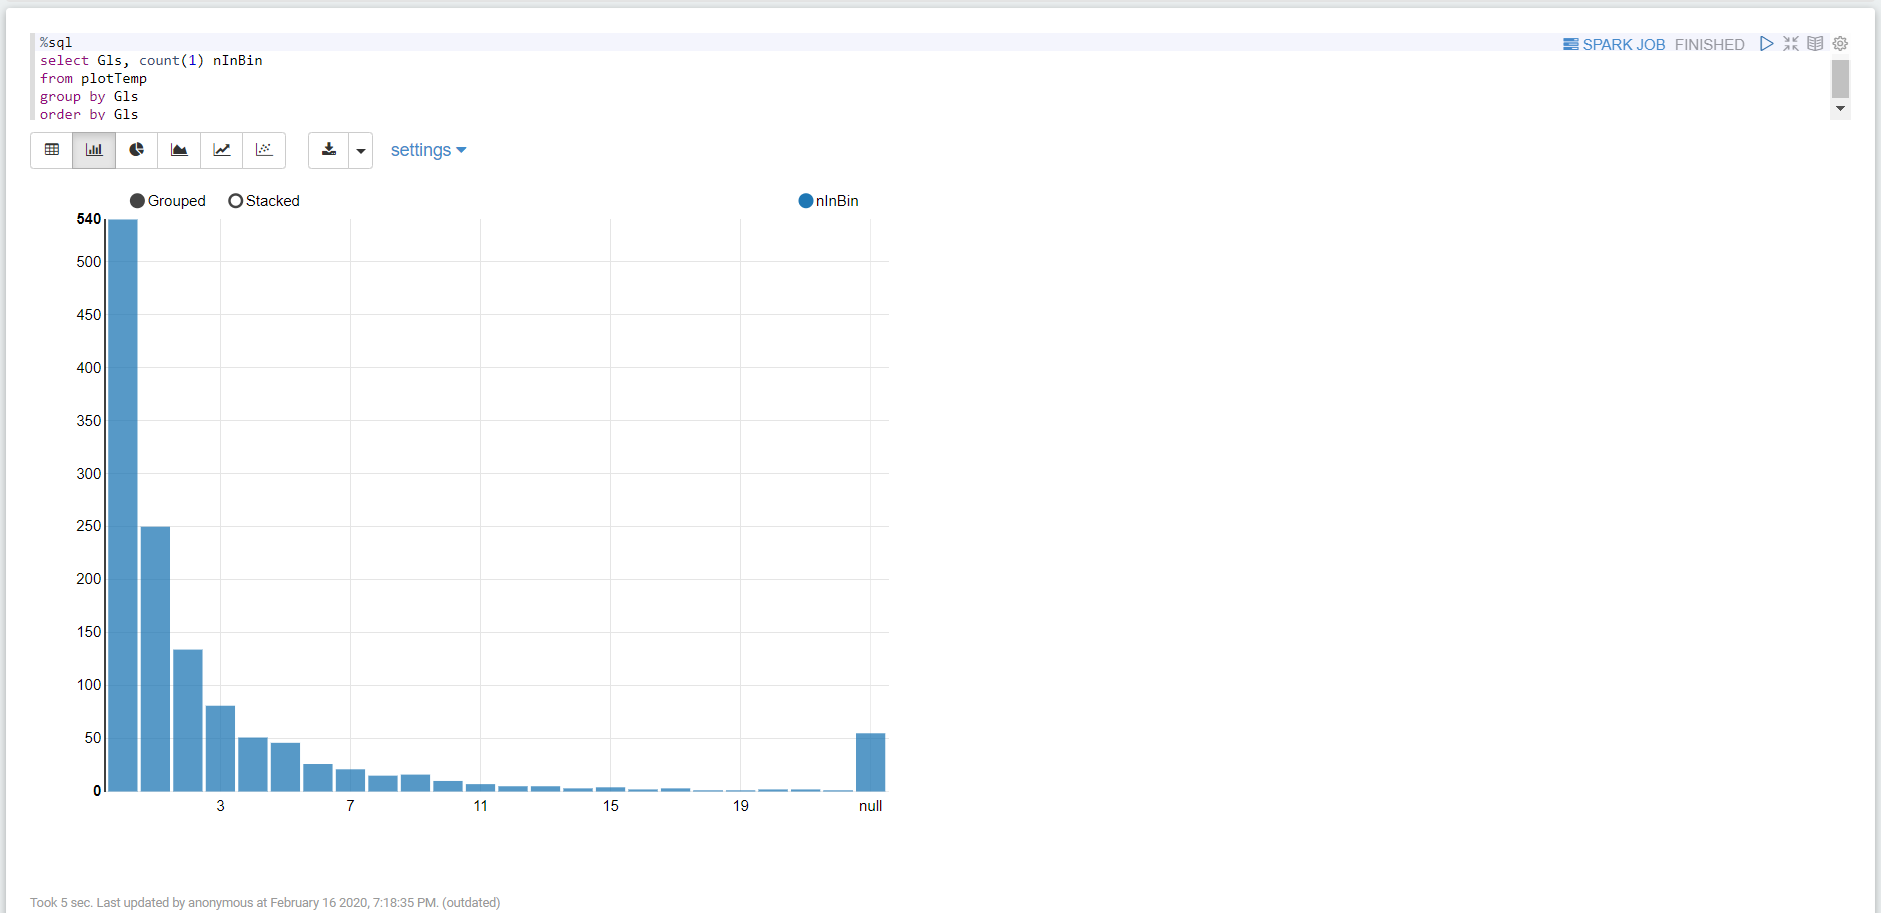 %sql
SPARK JOB FINISHED
select Gls, count(1) nInBin
from plotTemp
group by Gls
order by Gls
settings
Grouped Stacked nInBin
540
500
450
400
350
300
250
200
150
100
50
0
3 7 11 15 19 null
Took 5 sec. Last updated by anonymous at February 16 2020, 7:18:35 PM. (outdated)